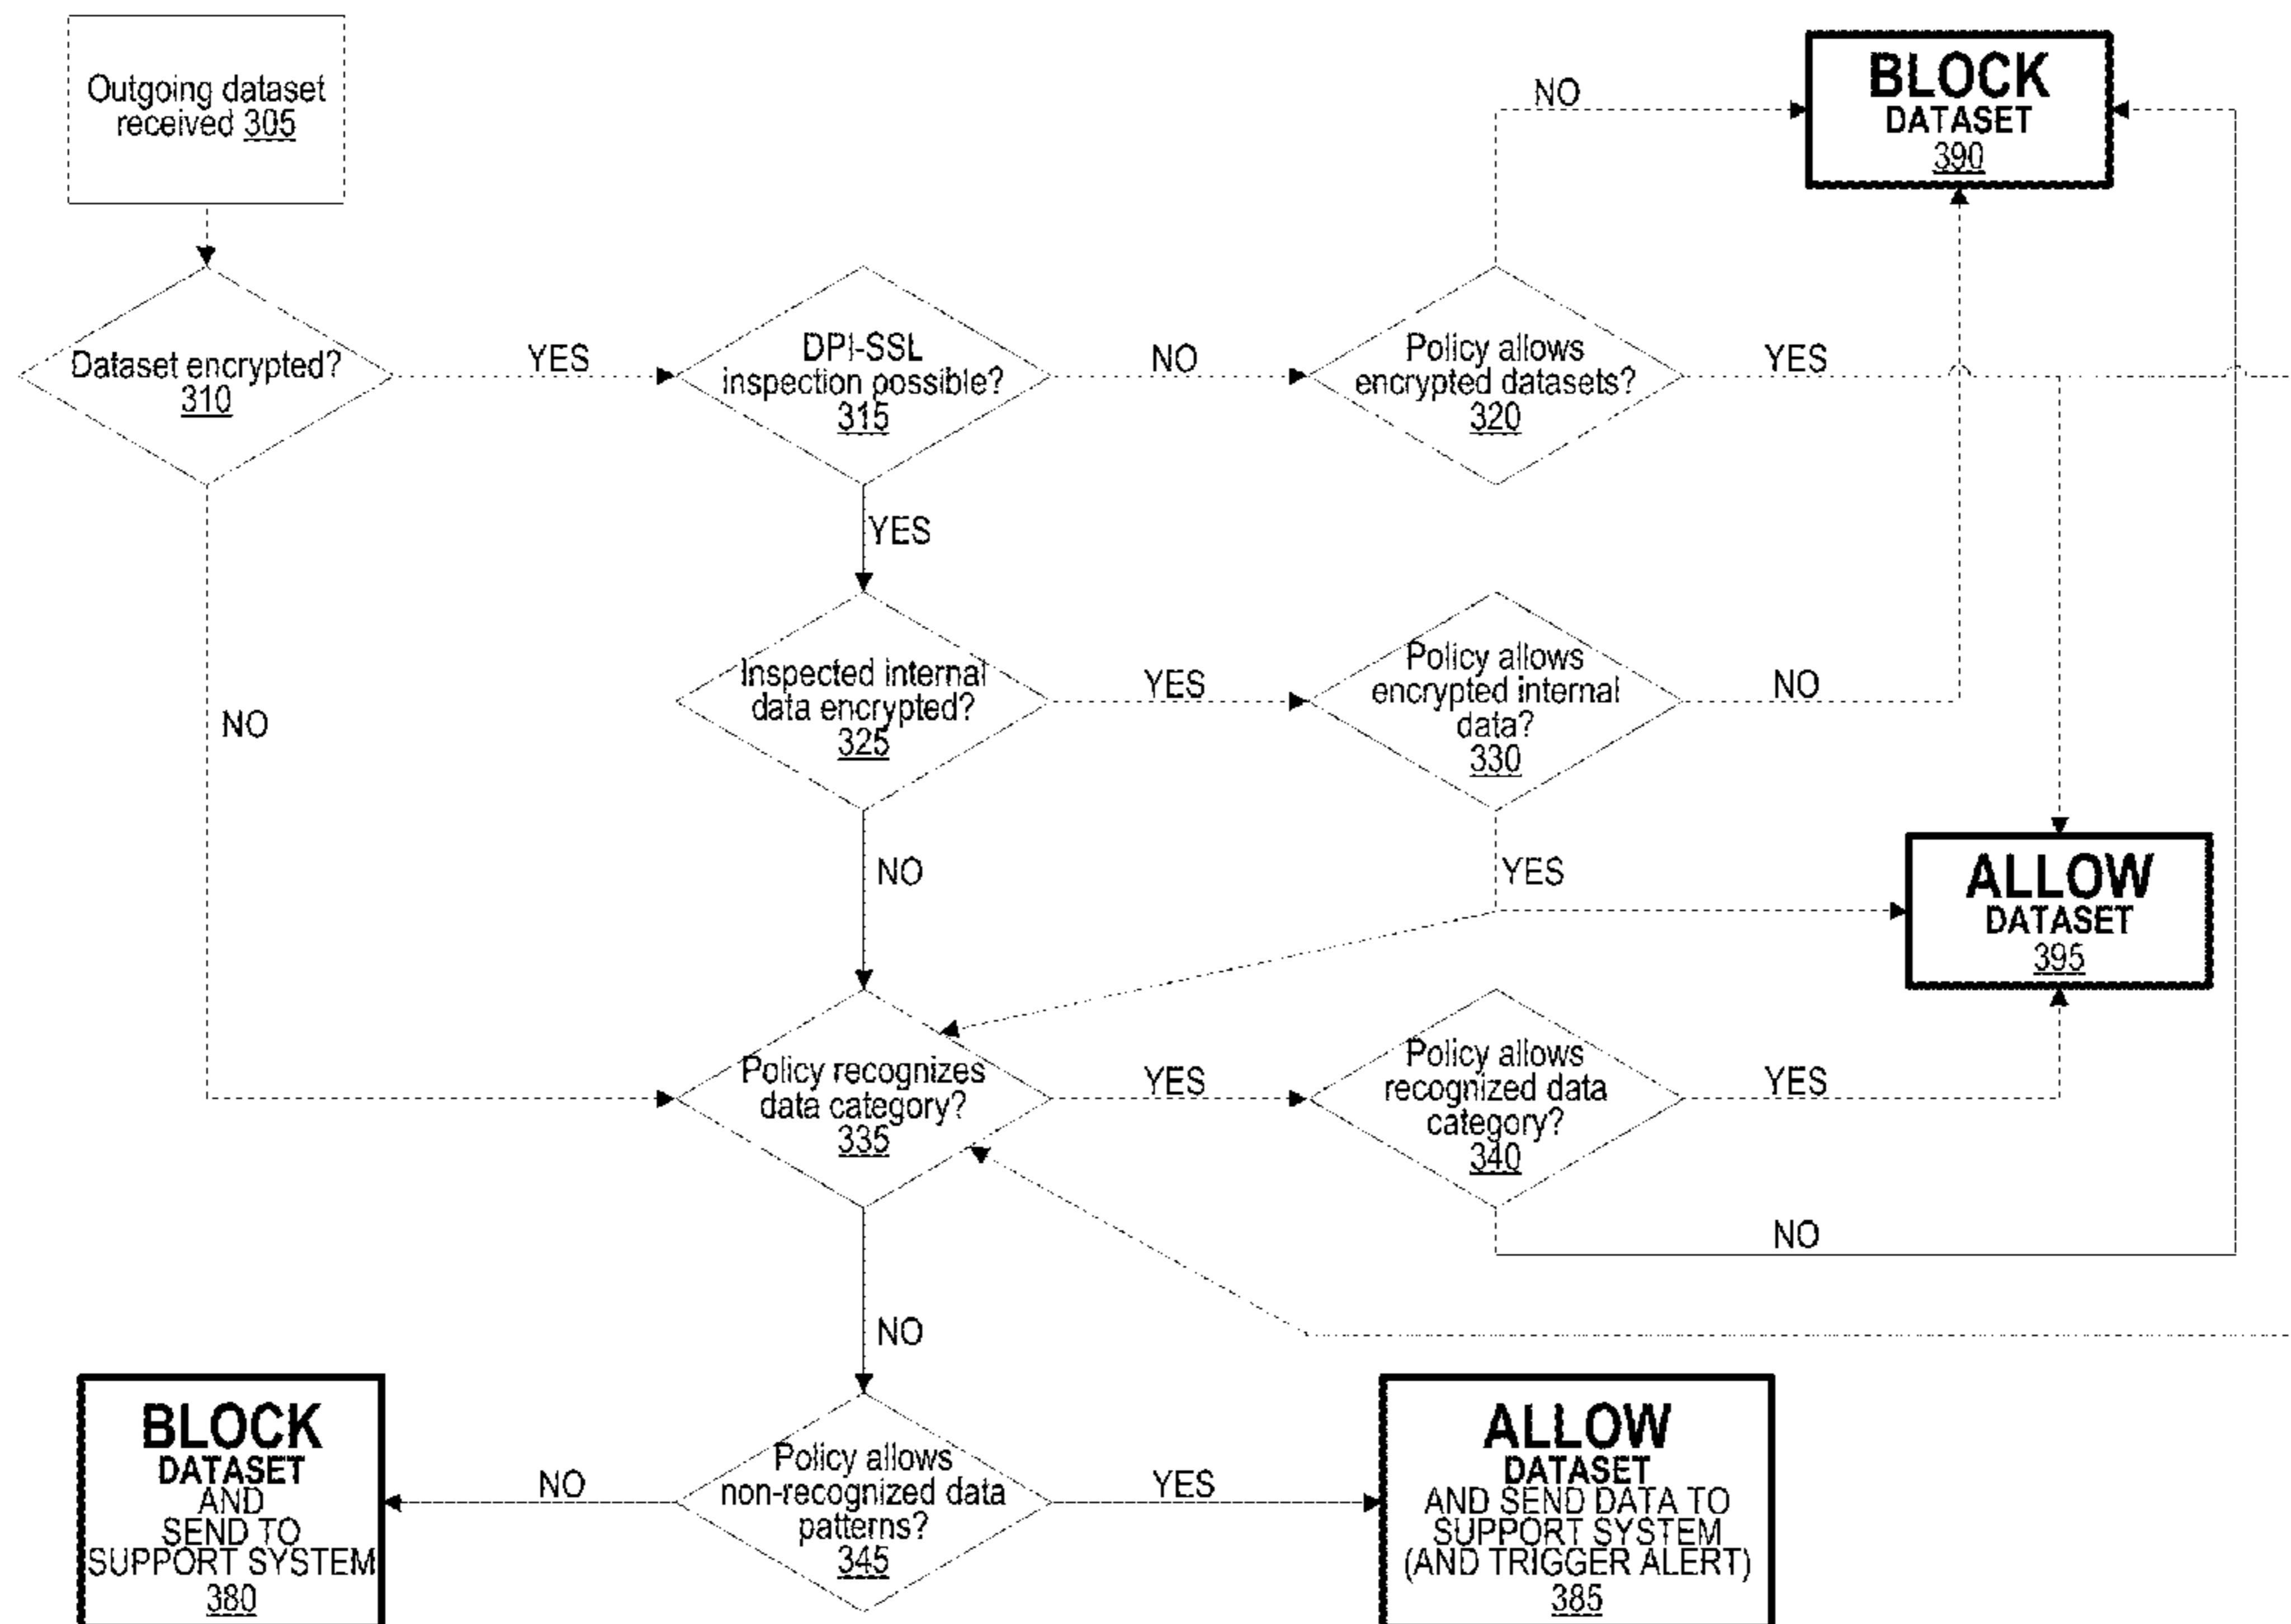 Outgoing dataset
received 305
BLOCK
DATASET
390
NO
Dataset encrypted?
310
YES
DPI-SSL
inspection possible?
315
NO
Policy allows
encrypted datasets?
320
YES
YES
NO
Inspected internal
data encrypted?
325
YES
Policy allows
encrypted internal
data?
330
NO
NO
YES
ALLOW
DATASET
395
Policy recognizes
data category?
335
YES
Policy allows
recognized data
category?
340
YES
NO
NO
BLOCK
DATASET
AND
SEND TO
SUPPORT SYSTEM
380
NO
Policy allows
non-recognized data
patterns?
345
YES
ALLOW
DATASET
AND SEND DATA TO
SUPPORT SYSTEM
(AND TRIGGER ALERT)
385